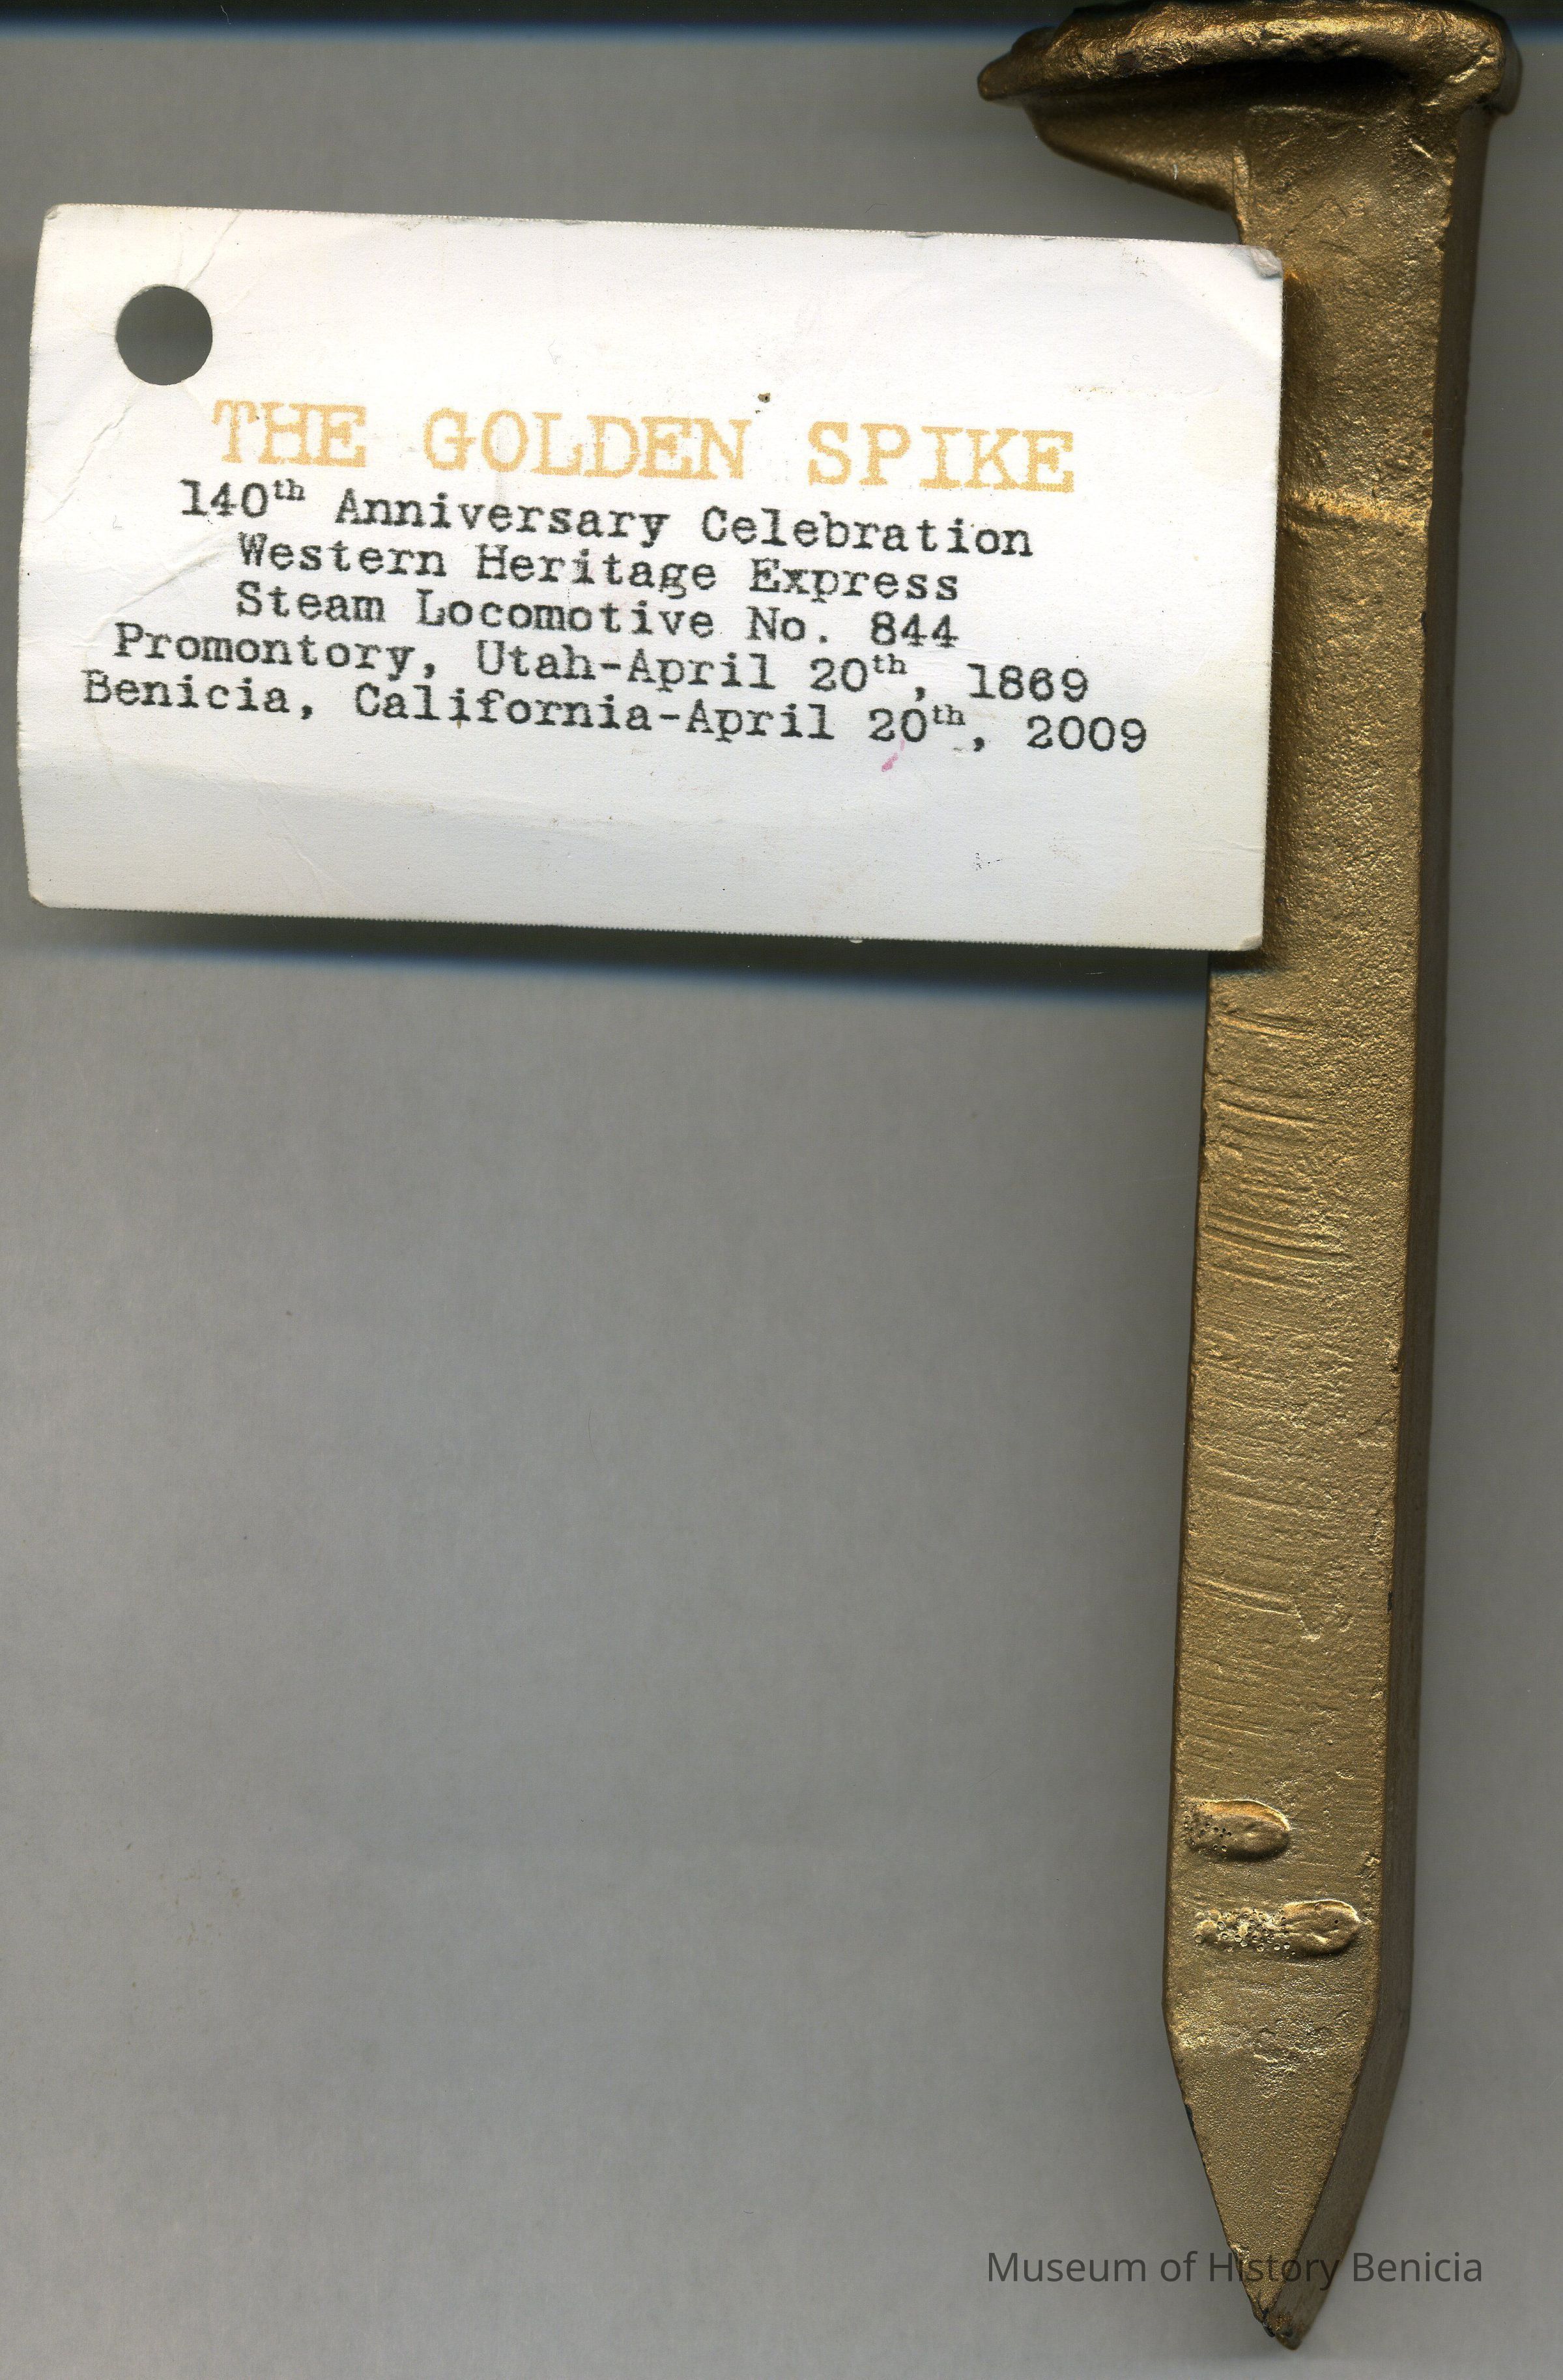 THE GOLDEN SPIKE
140th Anniversary Celebration
Western Heritage Express
Steam Locomotive No. 844
Promontory, Utah-April 20th, 1869
Benicia, California-April 20th, 2009
Museum of History Benicia